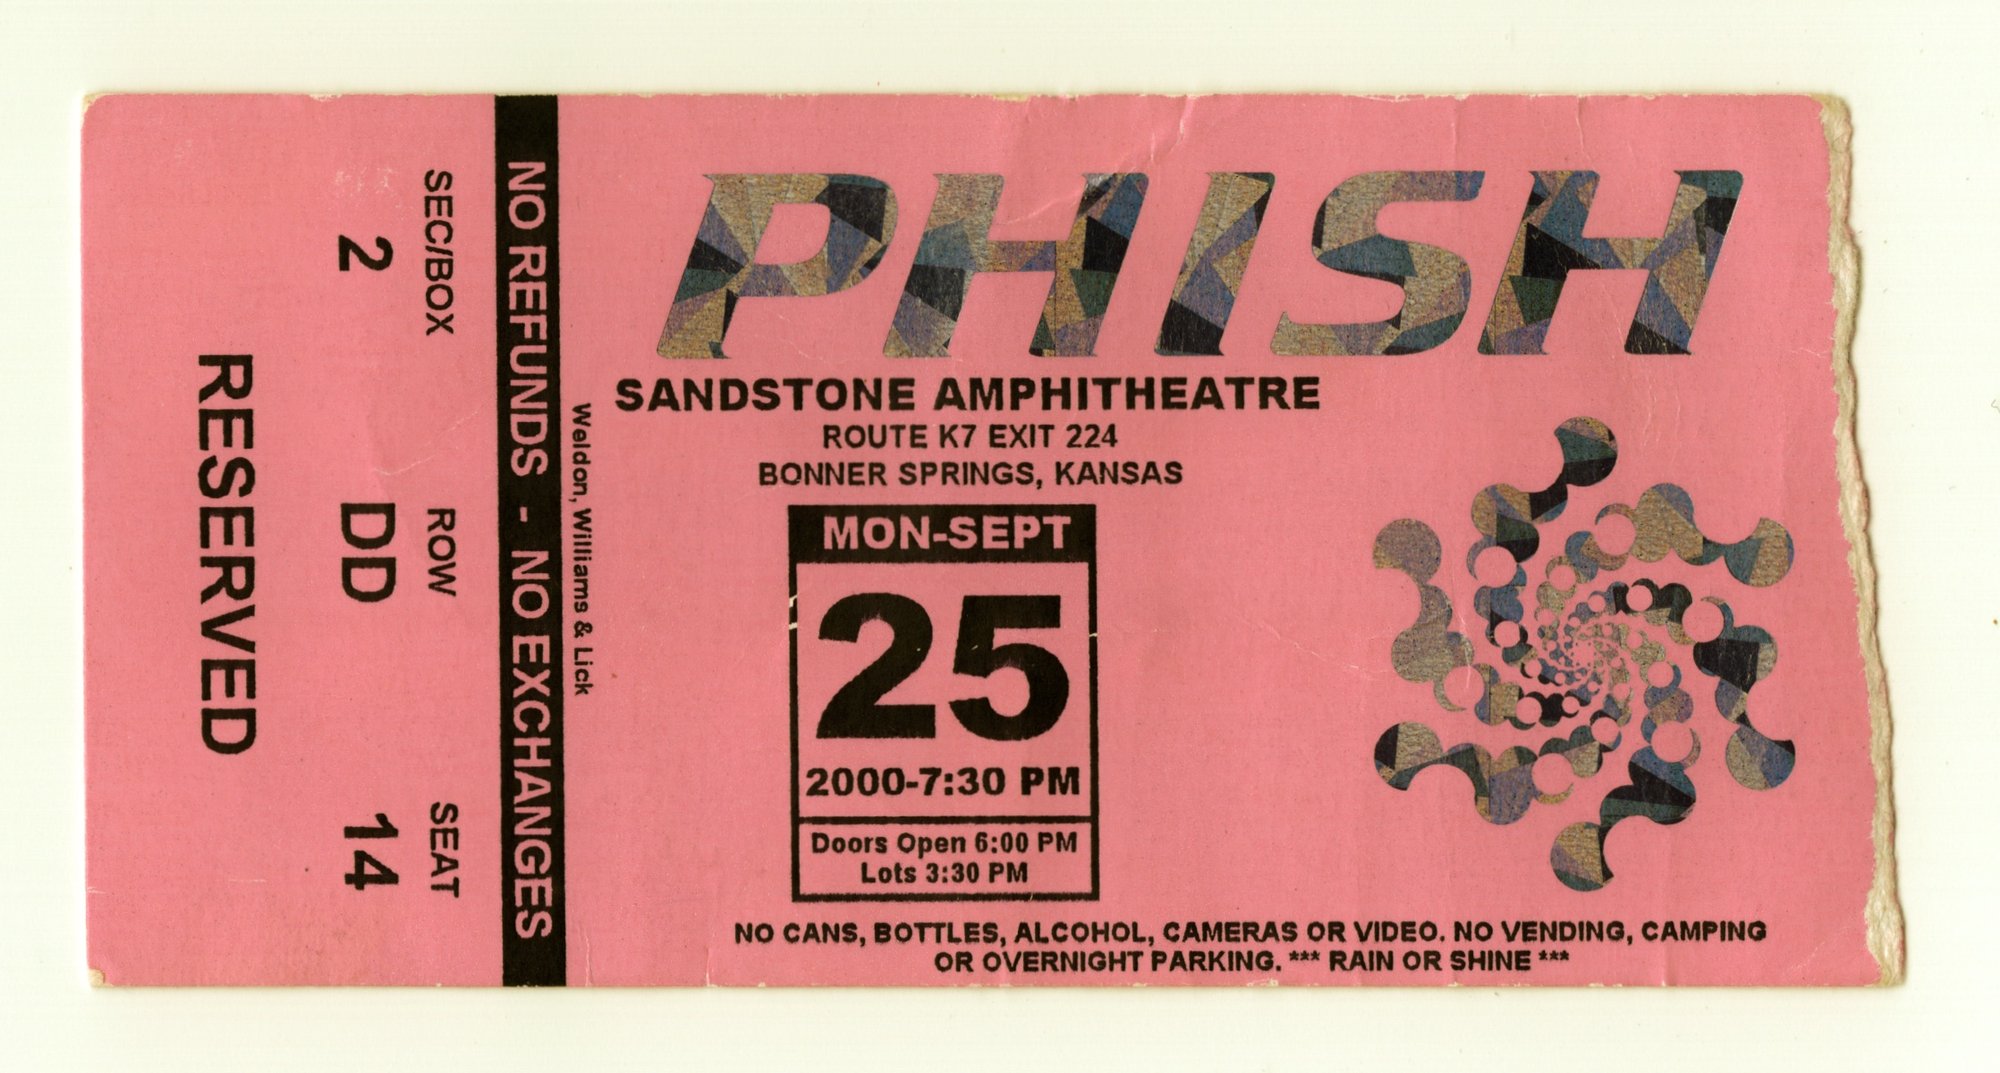 RESERVED
SEC/BOX ROW SEAT
2 DD 14
NO REFUNDS - NO EXCHANGES
Weldon, Williams & Lick
PHISH
SANDSTONE AMPHITHEATRE
ROUTE K7 EXIT 224
BONNER SPRINGS, KANSAS
MON-SEPT
25
2000-7:30 PM
Doors Open 6:00 PM
Lots 3:30 PM
NO CANS, BOTTLES, ALCOHOL, CAMERAS OR VIDEO. NO VENDING, CAMPING
OR OVERNIGHT PARKING. *** RAIN OR SHINE ***